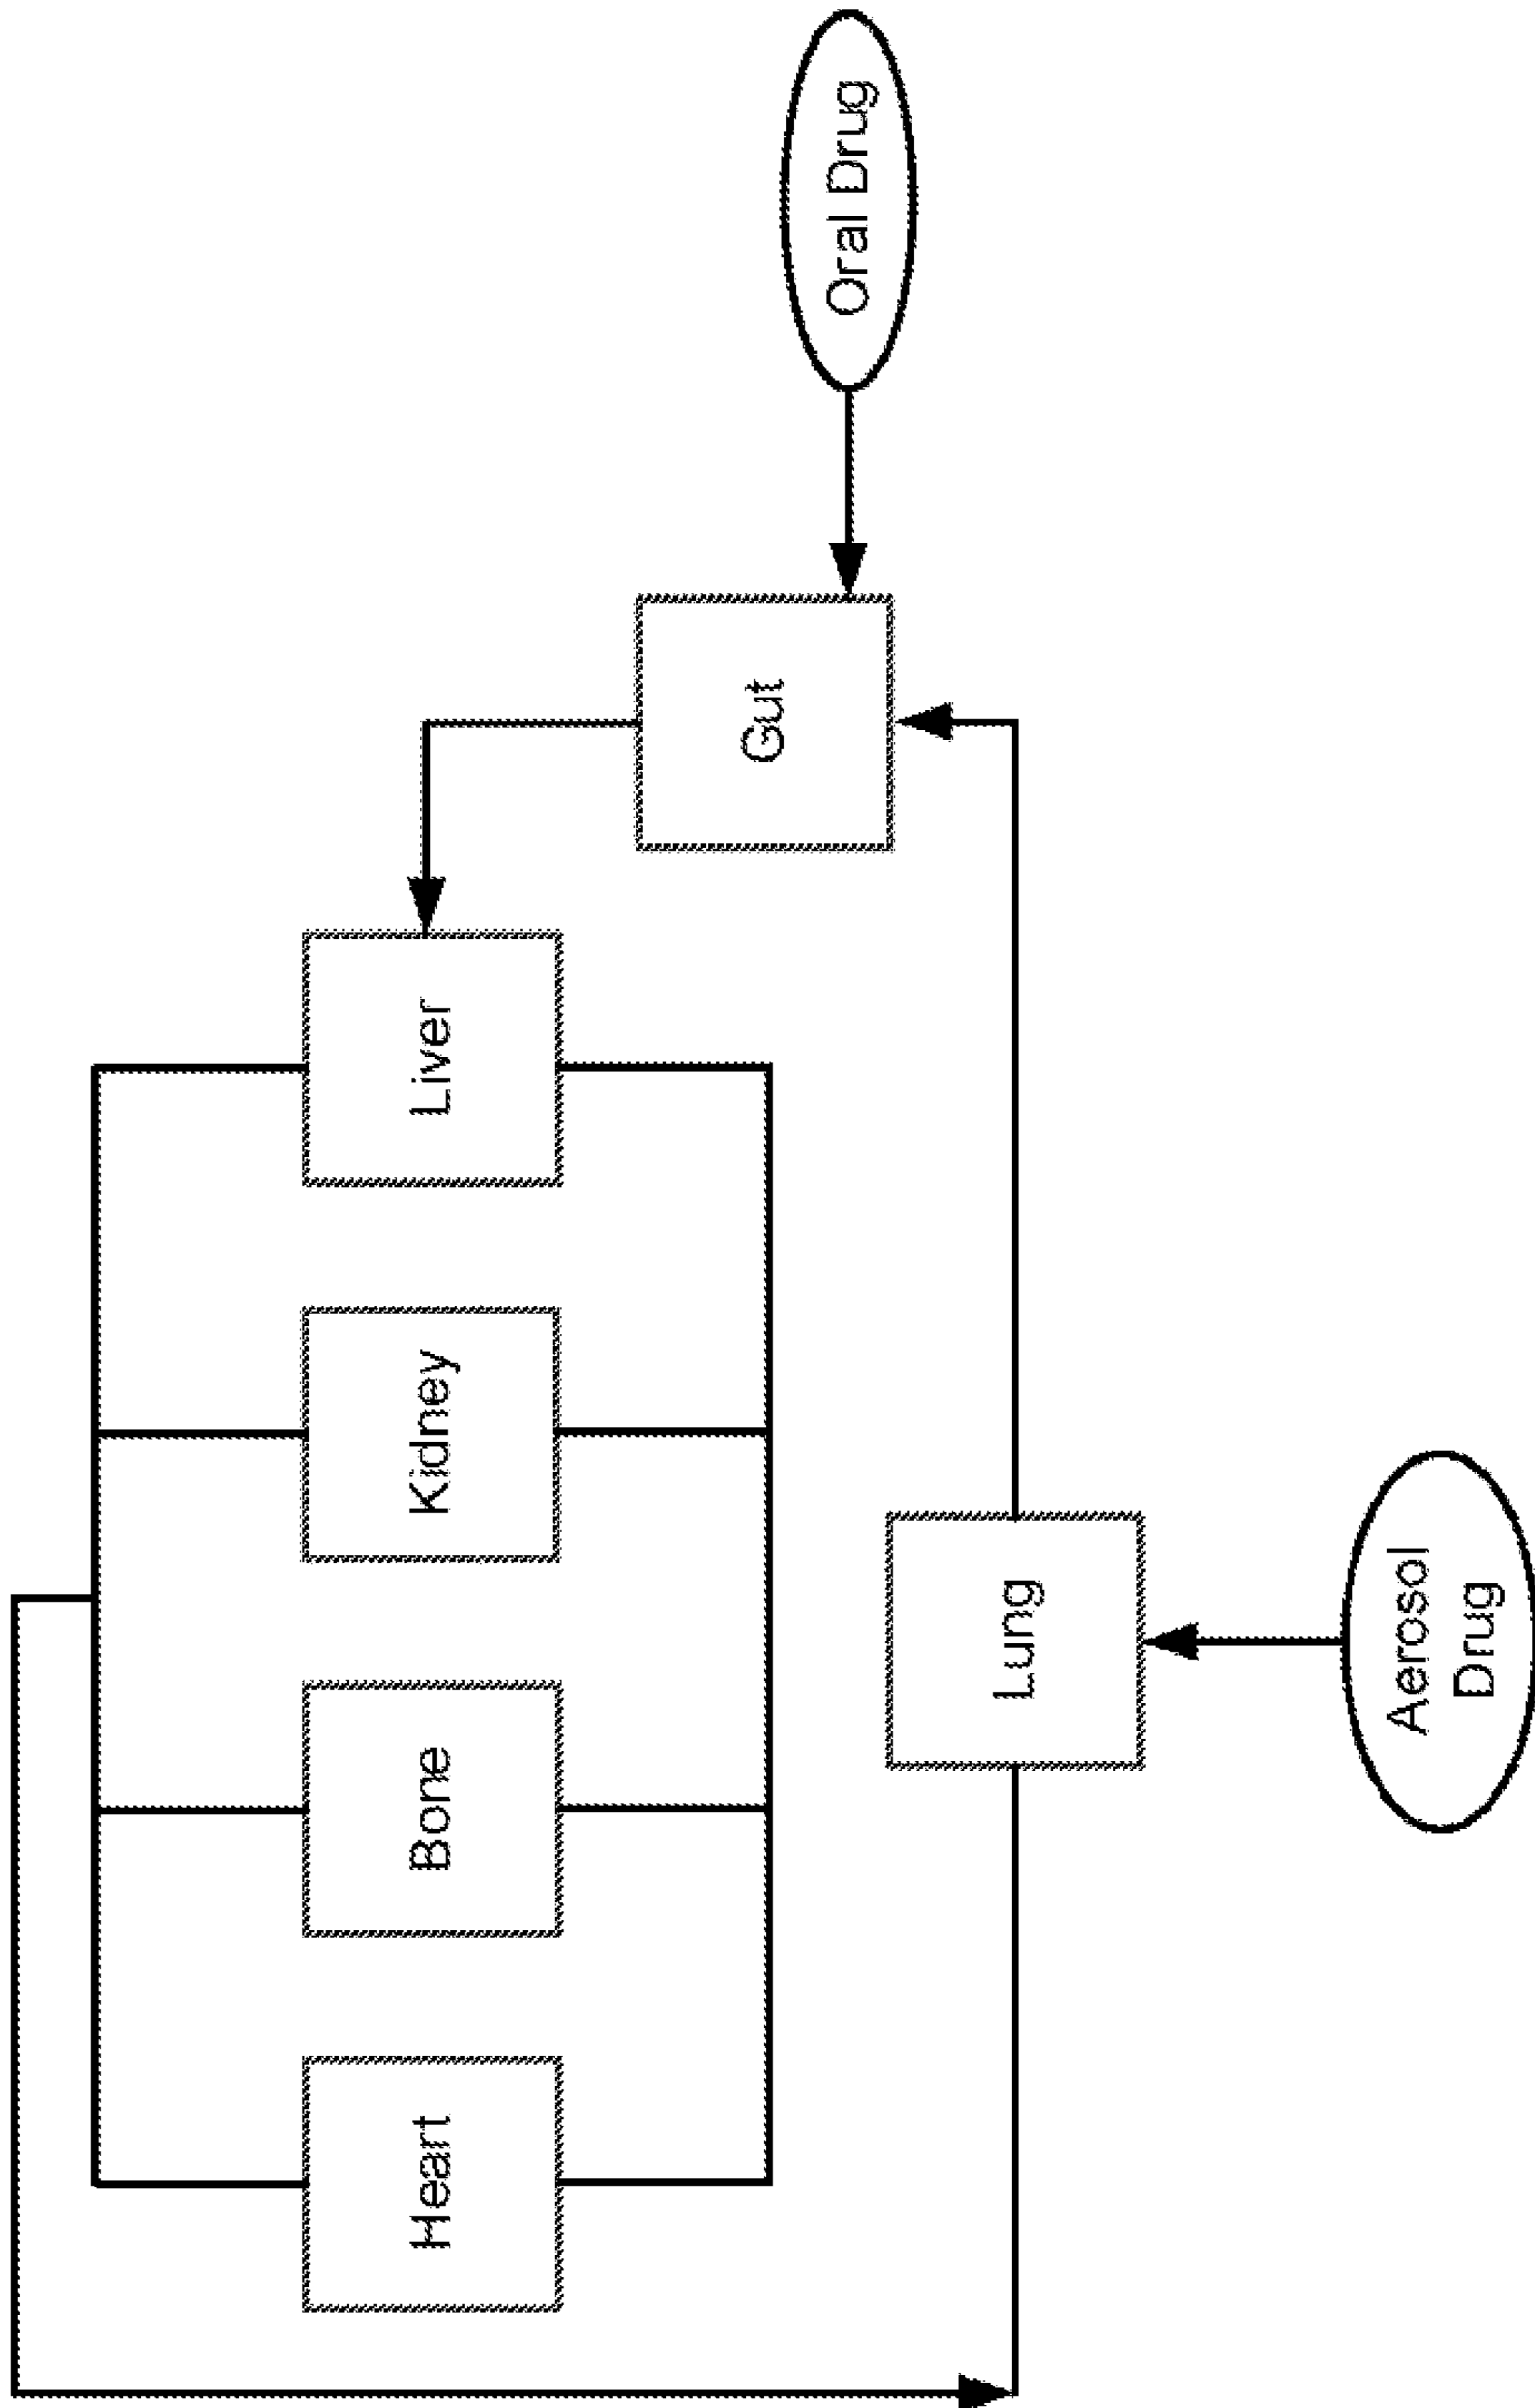 Heart
Bone
Kidney
Liver
Gut
Oral Drug
Lung
Aerosol
Drug